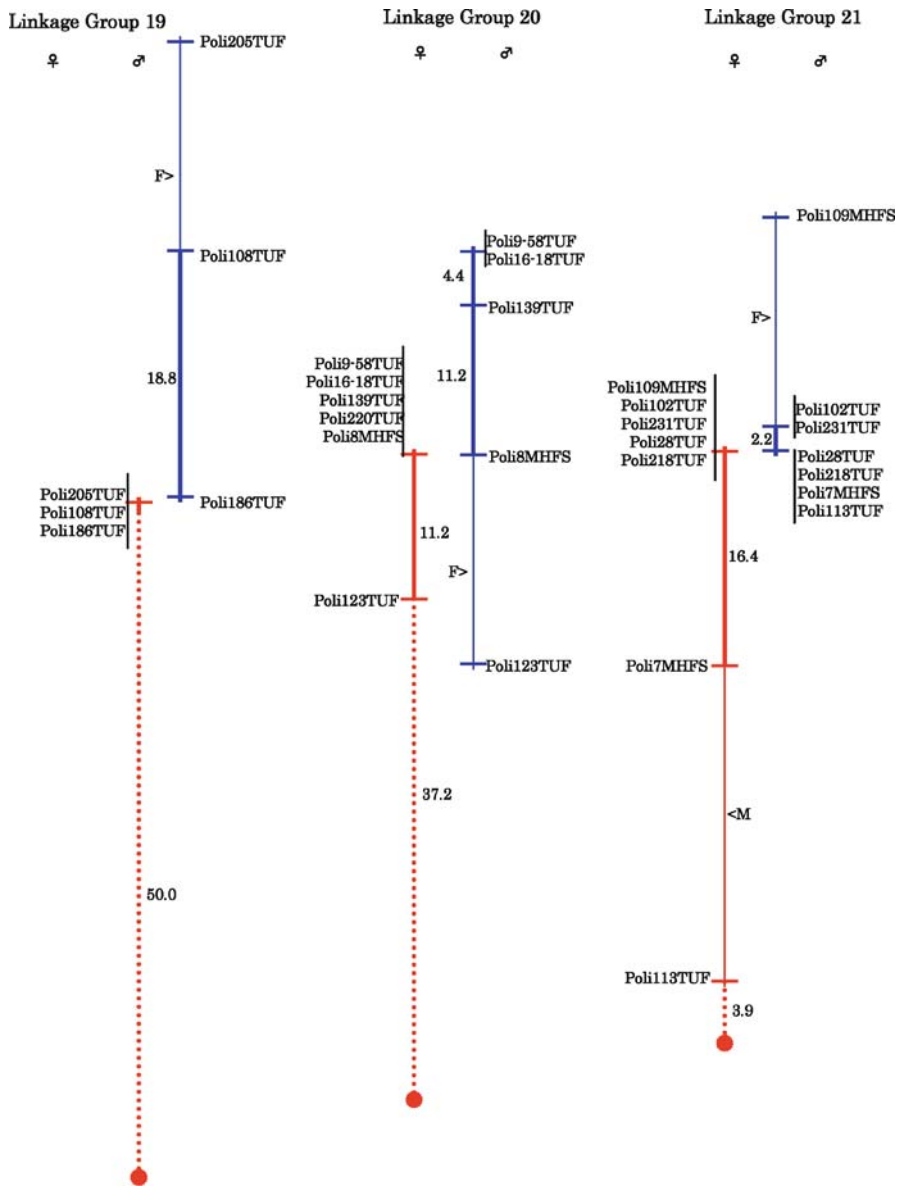 Linkage Group 19
♀ ♂
Poli205TUF
F>
Poli108TUF
18.8
Poli186TUF
Poli205TUF
Poli108TUF
Poli186TUF
50.0
Linkage Group 20
♀ ♂
Poli9-58TUF
Poli16-18TUF
4.4
Poli139TUF
11.2
Poli8MHFS
F>
Poli123TUF
Poli9-58TUF
Poli16-18TUF
Poli139TUF
Poli220TUF
Poli8MHFS
11.2
Poli123TUF
37.2
Linkage Group 21
♀ ♂
Poli109MHFS
F>
Poli102TUF
Poli231TUF
2.2
Poli28TUF
Poli218TUF
Poli7MHFS
Poli113TUF
Poli109MHFS
Poli102TUF
Poli231TUF
Poli28TUF
Poli218TUF
16.4
Poli7MHFS
<M
Poli113TUF
3.9